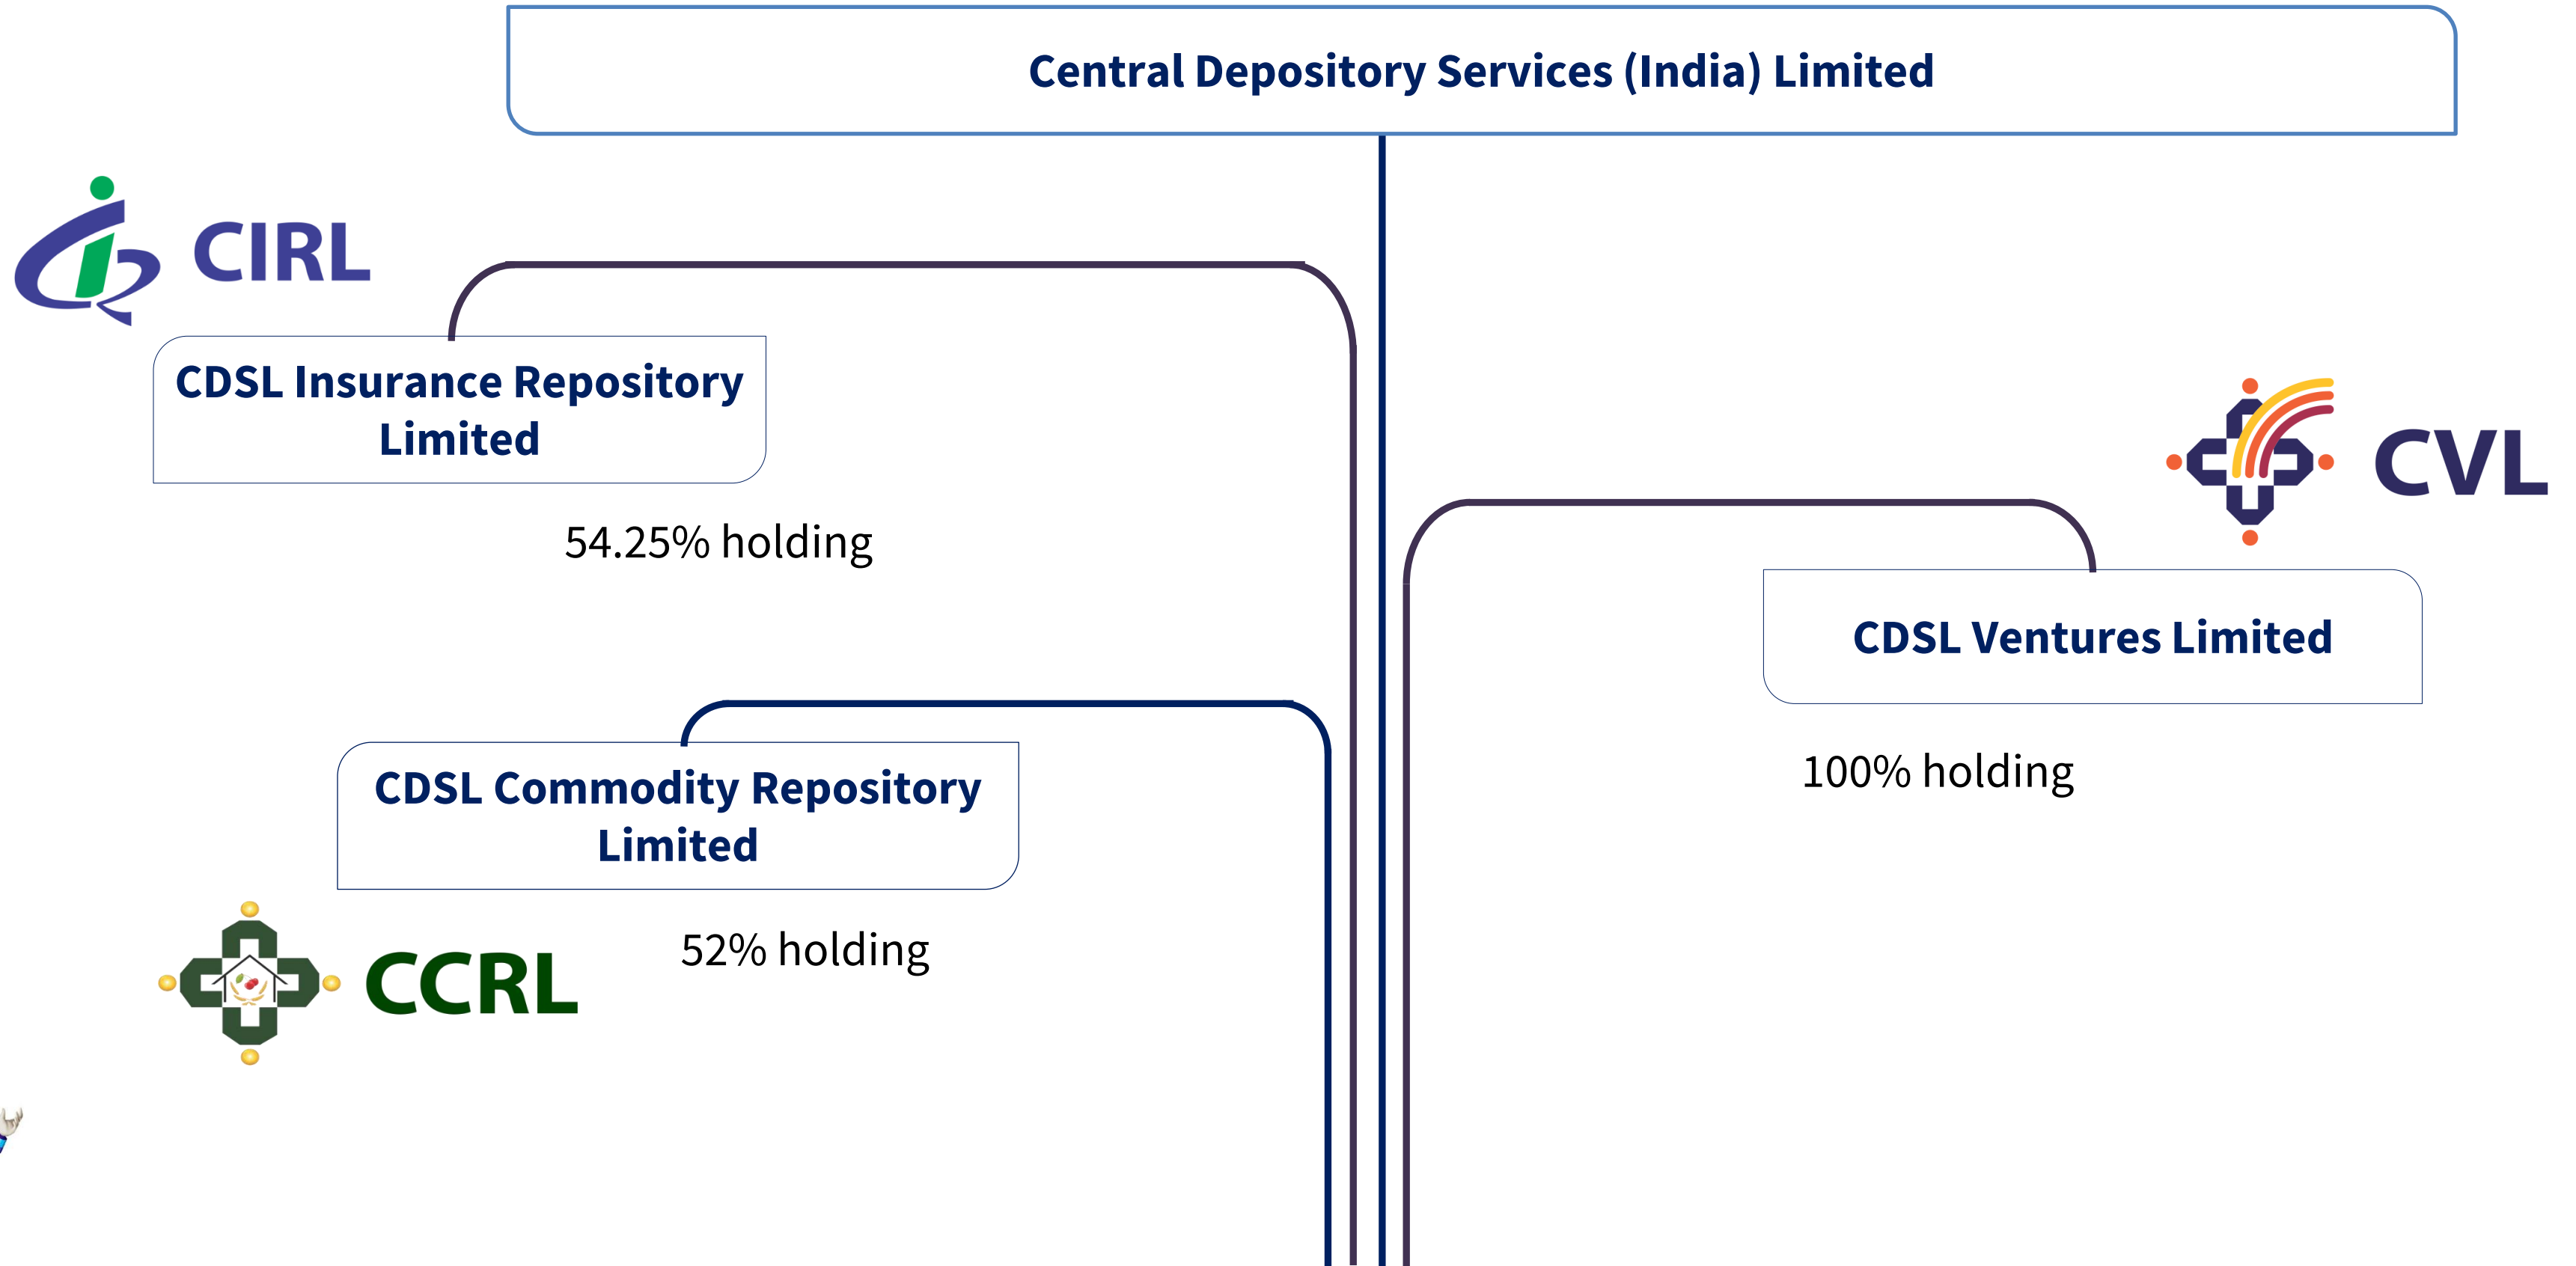 Central Depository Services (India) Limited
CIRL
CDSL Insurance Repository
Limited
54.25% holding
CVL
CDSL Ventures Limited
100% holding
CDSL Commodity Repository
Limited
52% holding
CCRL